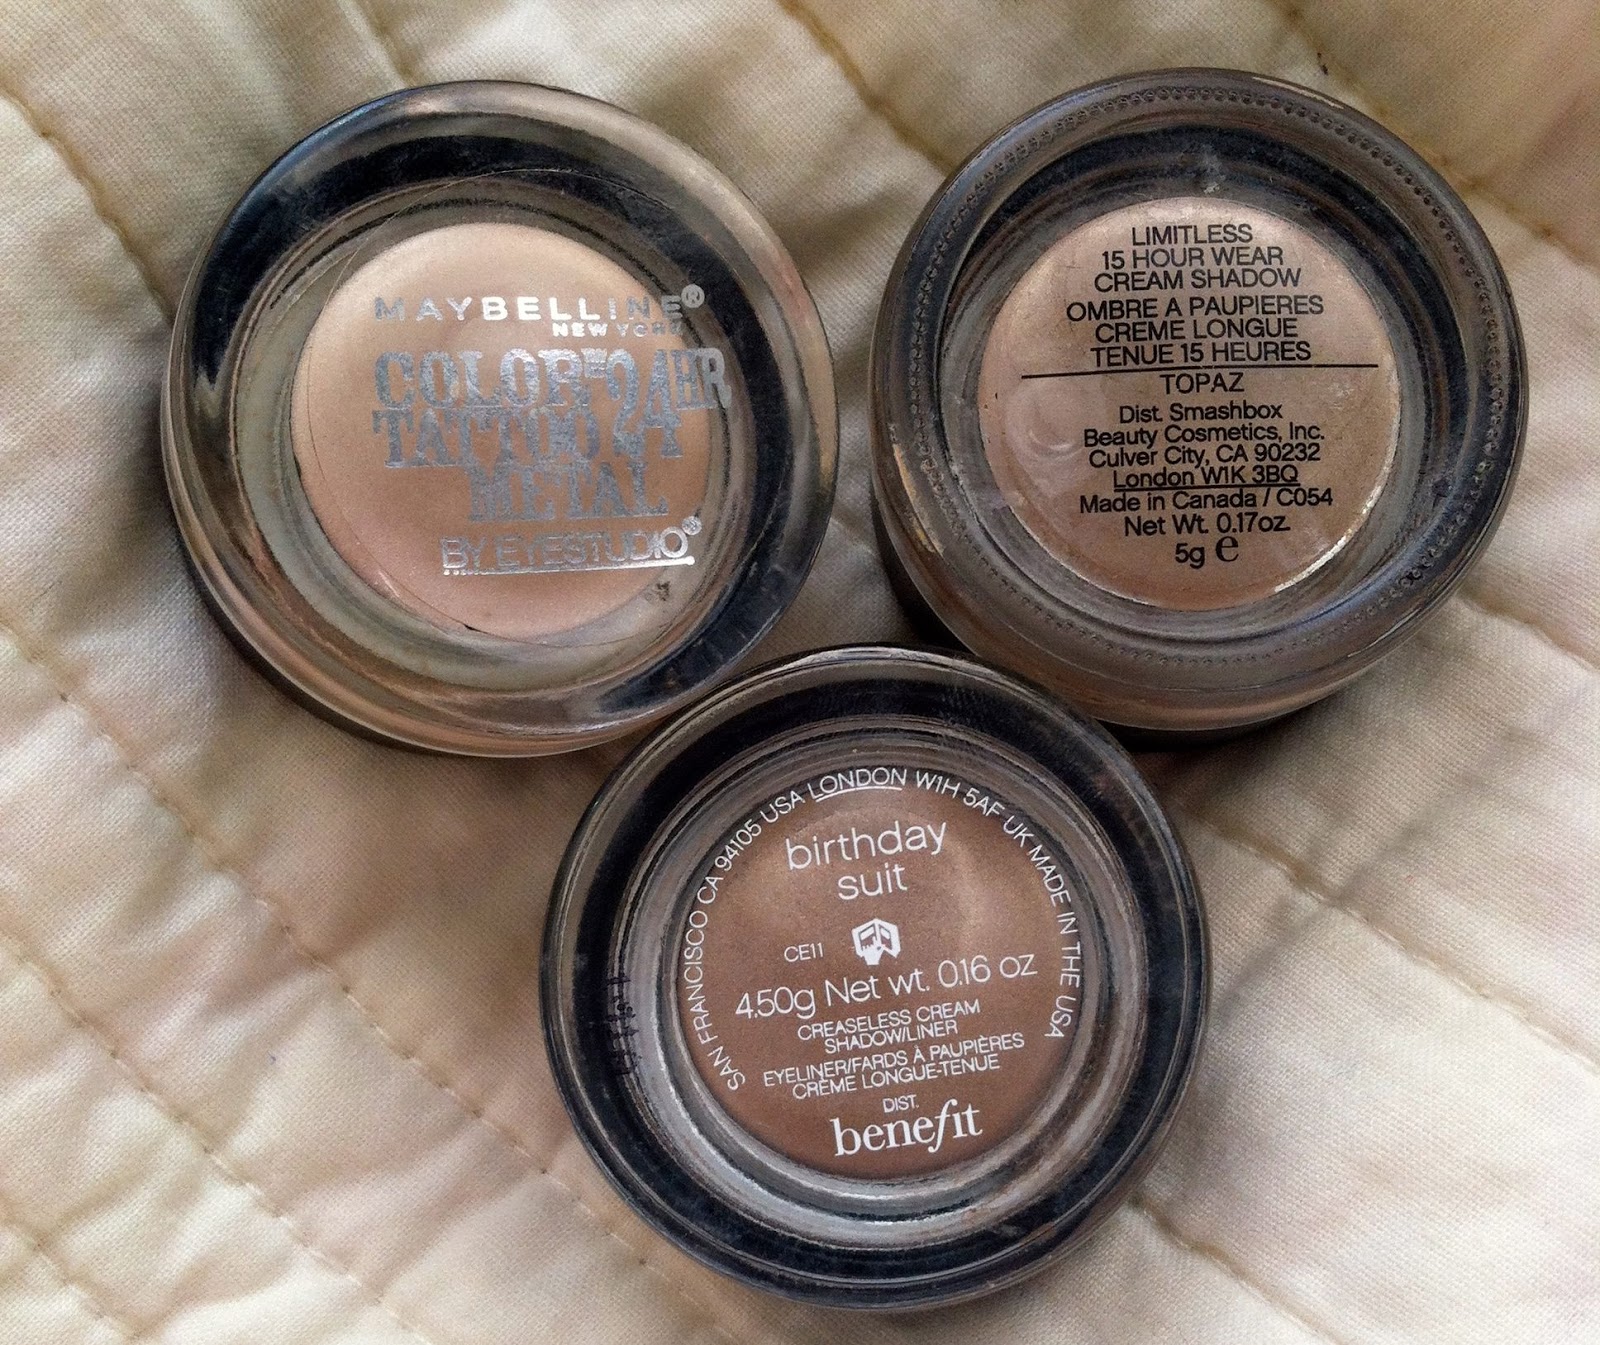 MAYBELLINE®
NEW YORK
COLOR 24HR
TATTOO
METAL
BY EYESTUDIO®
LIMITLESS
15 HOUR WEAR
CREAM SHADOW
OMBRE A PAUPIERES
CREME LONGUE
TENUE 15 HEURES
TOPAZ
Dist. Smashbox
Beauty Cosmetics, Inc.
Culver City, CA 90232
London W1K 3BQ
Made in Canada / C054
Net Wt. 0.17oz.
5g e
SAN FRANCISCO CA 94105 USA LONDON W1H 5AF UK MADE IN THE USA
birthday
suit
CE11
4.50g Net wt. 0.16 oz
CREASELESS CREAM
SHADOW/LINER
EYELINER/FARDS À PAUPIÈRES
CRÈME LONGUE-TENUE
DIST.
benefit